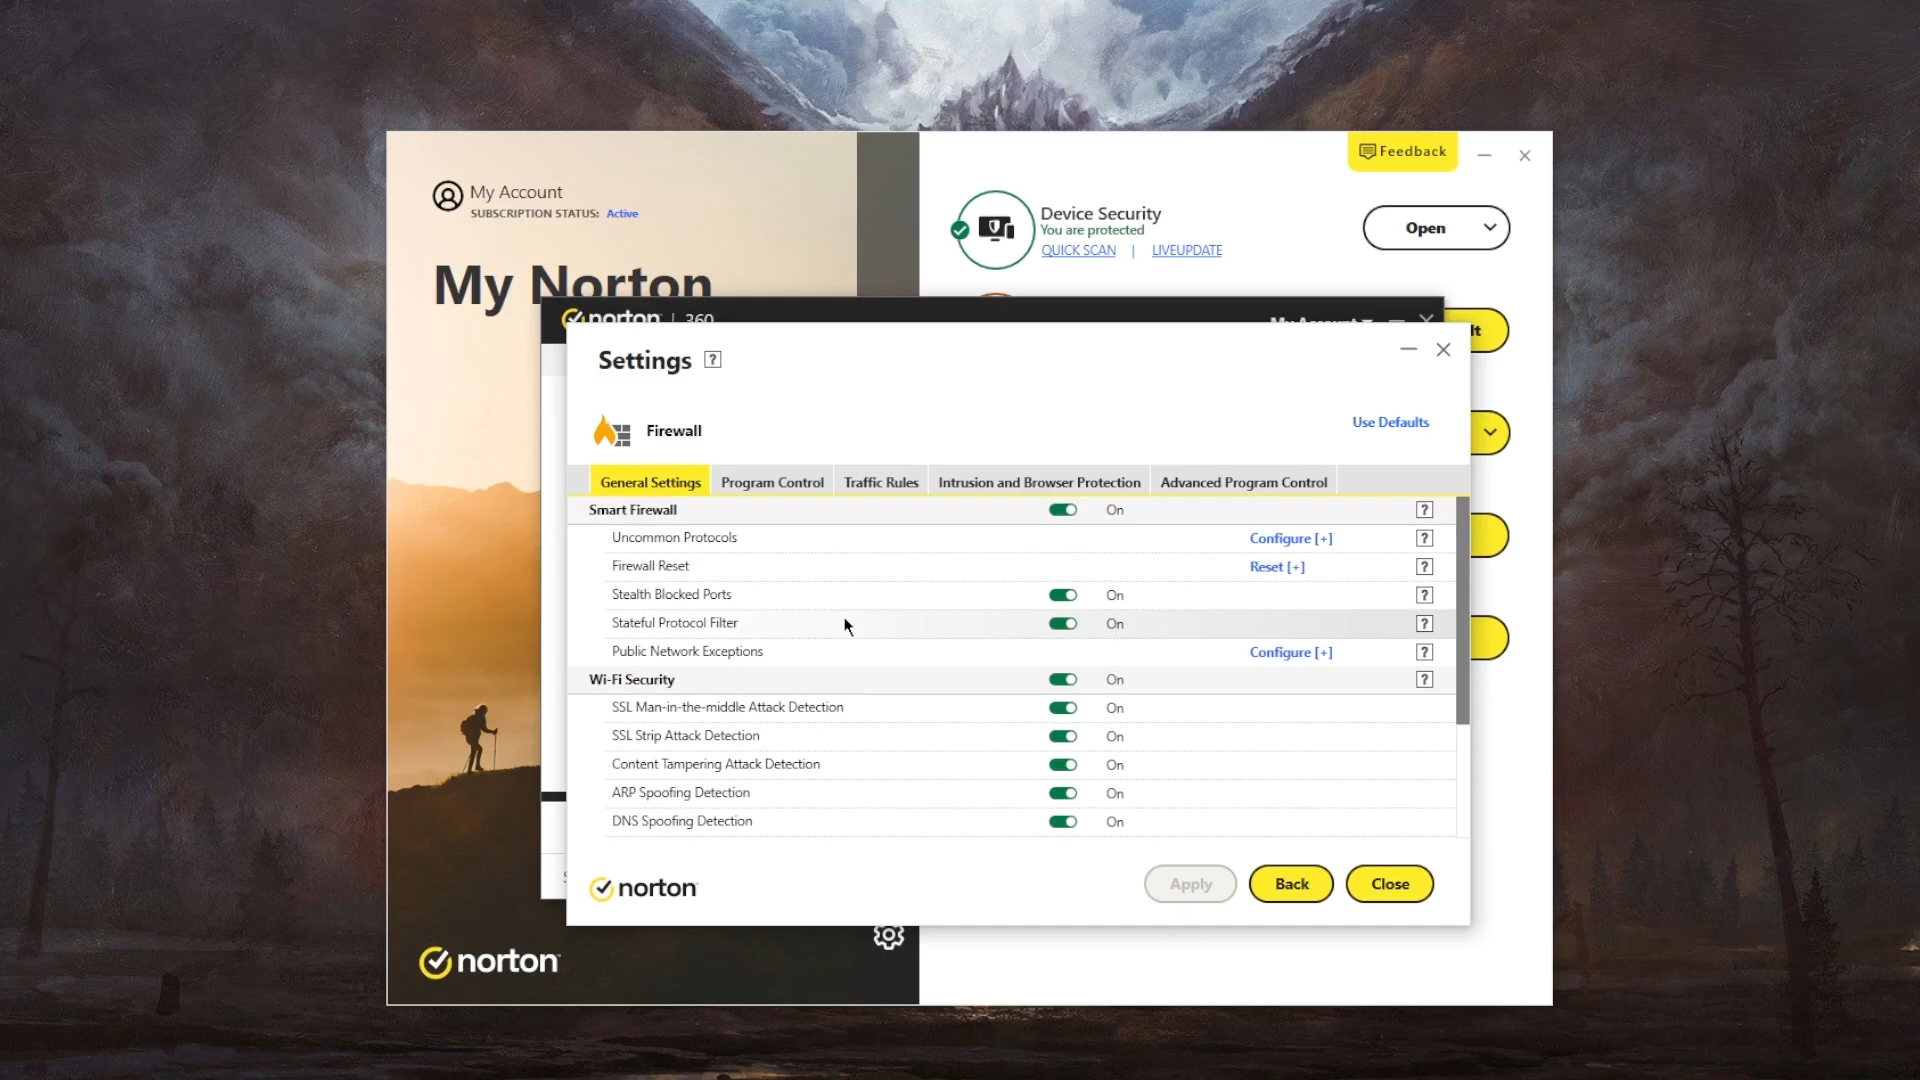 Feedback
My Account
SUBSCRIPTION STATUS: Active
My Norton
Device Security
You are protected
QUICK SCAN | LIVEUPDATE
Open
norton | 360
My Account
Settings ?
Firewall
Use Defaults
General Settings Program Control Traffic Rules Intrusion and Browser Protection Advanced Program Control
Smart Firewall On ?
Uncommon Protocols Configure [+] ?
Firewall Reset Reset [+] ?
Stealth Blocked Ports On ?
Stateful Protocol Filter On ?
Public Network Exceptions Configure [+] ?
Wi-Fi Security On ?
SSL Man-in-the-middle Attack Detection On
SSL Strip Attack Detection On
Content Tampering Attack Detection On
ARP Spoofing Detection On
DNS Spoofing Detection On
norton
Apply Back Close
norton